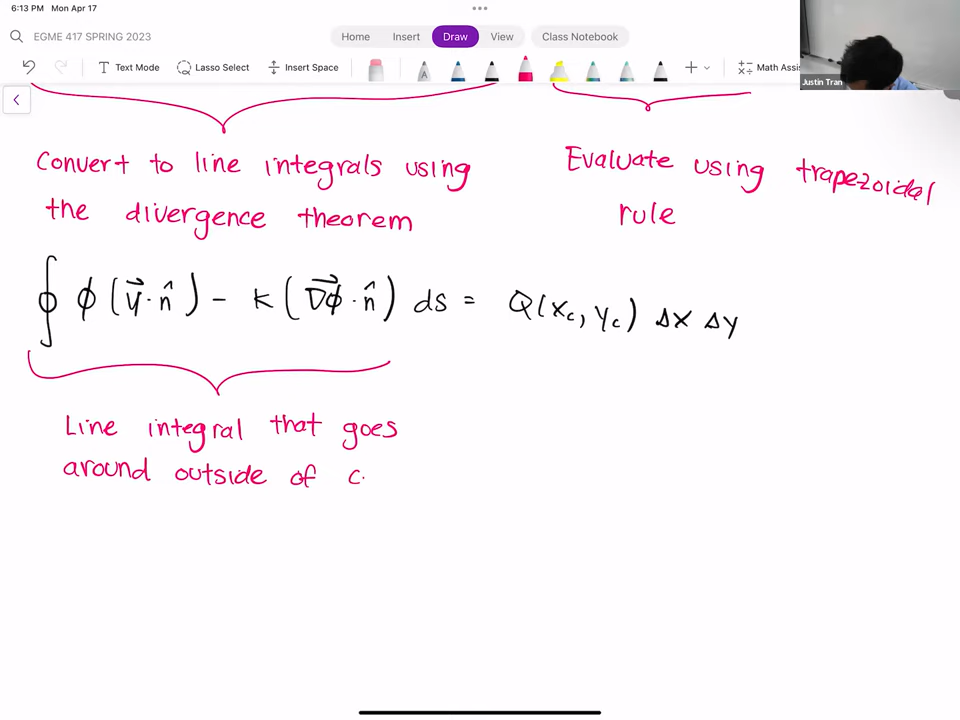 6:13 PM Mon Apr 17
EGME 417 SPRING 2023
Home Insert Draw View Class Notebook
Text Mode Lasso Select Insert Space Math Assis
Justin Tran
Convert to line integrals using
the divergence theorem
Evaluate using trapezoidal
rule
∮ ϕ (v⃗ · n̂) − k (∇⃗ϕ · n̂) ds = Q(xc, yc) Δx Δy
Line integral that goes
around outside of c